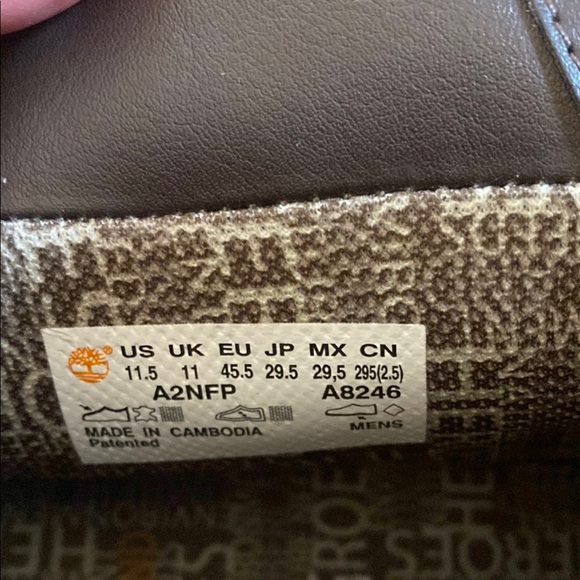 US UK EU JP MX CN
11.5 11 45.5 29.5 29,5 295(2.5)
A2NFP A8246
MADE IN CAMBODIA MENS
Patented